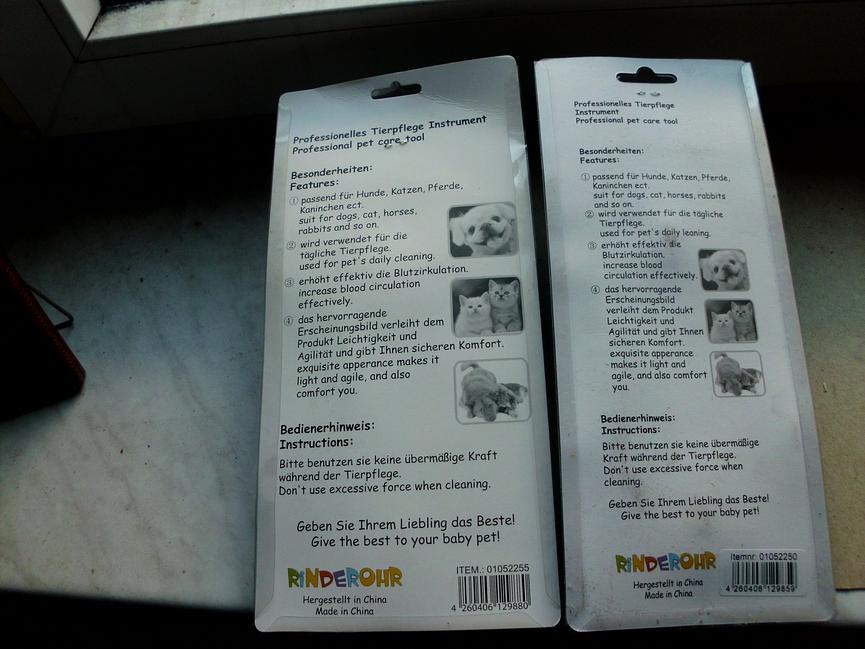 Professionelles Tierpflege Instrument
Professional pet care tool
Besonderheiten:
Features:
① passend für Hunde, Katzen, Pferde,
Kaninchen ect.
suit for dogs, cat, horses,
rabbits and so on.
② wird verwendet für die
tägliche Tierpflege.
used for pet's daily cleaning.
③ erhöht effektiv die Blutzirkulation.
increase blood circulation
effectively.
④ das hervorragende
Erscheinungsbild verleiht dem
Produkt Leichtigkeit und
Agilität und gibt Ihnen sicheren Komfort.
exquisite apperance makes it
light and agile, and also
comfort you.
Bedienerhinweis:
Instructions:
Bitte benutzen sie keine übermäßige Kraft
während der Tierpflege.
Don't use excessive force when cleaning.
Geben Sie Ihrem Liebling das Beste!
Give the best to your baby pet!
RINDEROHR
Hergestellt in China
Made in China
ITEM.: 01052255
4 260406 129880
Professionelles Tierpflege
Instrument
Professional pet care tool
Besonderheiten:
Features:
① passend für Hunde, Katzen, Pferde,
Kaninchen ect.
suit for dogs, cat, horses, rabbits
and so on.
② wird verwendet für die tägliche
Tierpflege.
used for pet's daily leaning.
③ erhöht effektiv die
Blutzirkulation.
increase blood
circulation effectively.
④ das hervorragende
Erscheinungsbild
verleiht dem Produkt
Leichtigkeit und
Agilität und gibt Ihnen
sicheren Komfort.
exquisite apperance
makes it light and
agile, and also comfort
you.
Bedienerhinweis:
Instructions:
Bitte benutzen sie keine übermäßige
Kraft während der Tierpflege.
Don't use excessive force when
cleaning.
Geben Sie Ihrem Liebling das Beste!
Give the best to your baby pet!
RINDEROHR
Hergestellt in China
Made in China
Itemnr: 01052250
4 260406 129859